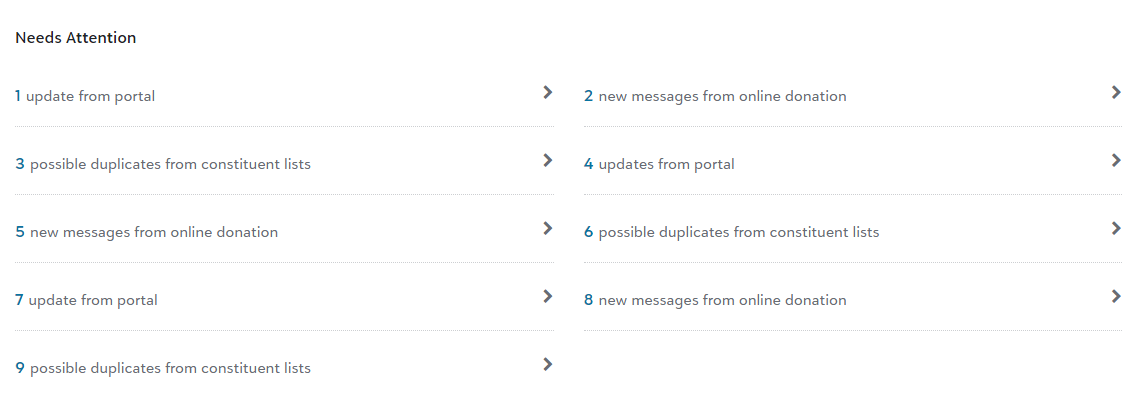 Needs Attention
1 update from portal
2 new messages from online donation
3 possible duplicates from constituent lists
4 updates from portal
5 new messages from online donation
6 possible duplicates from constituent lists
7 update from portal
8 new messages from online donation
9 possible duplicates from constituent lists